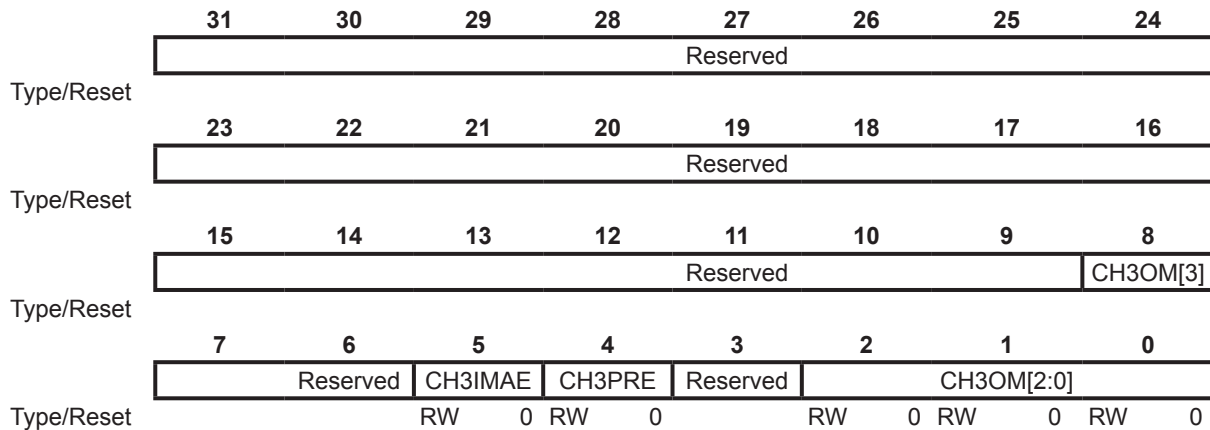 31 30 29 28 27 26 25 24
Reserved
Type/Reset
23 22 21 20 19 18 17 16
Reserved
Type/Reset
15 14 13 12 11 10 9 8
Reserved CH3OM[3]
Type/Reset
7 6 5 4 3 2 1 0
Reserved CH3IMAE CH3PRE Reserved CH3OM[2:0]
Type/Reset RW 0 RW 0 RW 0 RW 0 RW 0